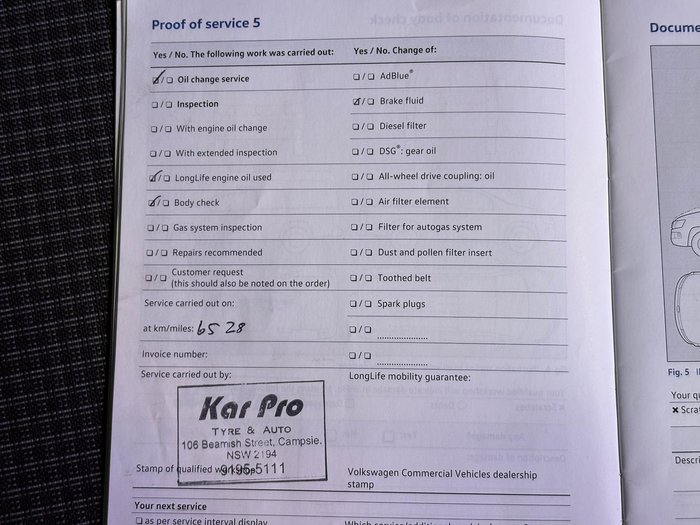 Proof of service 5
Yes / No. The following work was carried out:
☑/☐ Oil change service
☐/☐ Inspection
☐/☐ With engine oil change
☐/☐ With extended inspection
☑/☐ LongLife engine oil used
☑/☐ Body check
☐/☐ Gas system inspection
☐/☐ Repairs recommended
☐/☐ Customer request
(this should also be noted on the order)
Service carried out on:
at km/miles: 6528
Invoice number:
Service carried out by:
Kar Pro
TYRE & AUTO
106 Beamish Street, Campsie.
NSW 2194
9195-5111
Stamp of qualified
Your next service
☐ as per service interval display
Yes / No. Change of:
☐/☐ AdBlue®
☑/☐ Brake fluid
☐/☐ Diesel filter
☐/☐ DSG®: gear oil
☐/☐ All-wheel drive coupling: oil
☐/☐ Air filter element
☐/☐ Filter for autogas system
☐/☐ Dust and pollen filter insert
☐/☐ Toothed belt
☐/☐ Spark plugs
☐/☐
☐/☐
LongLife mobility guarantee:
Volkswagen Commercial Vehicles dealership
stamp
Docume
Fig. 5
Your qu
× Scra
Descri